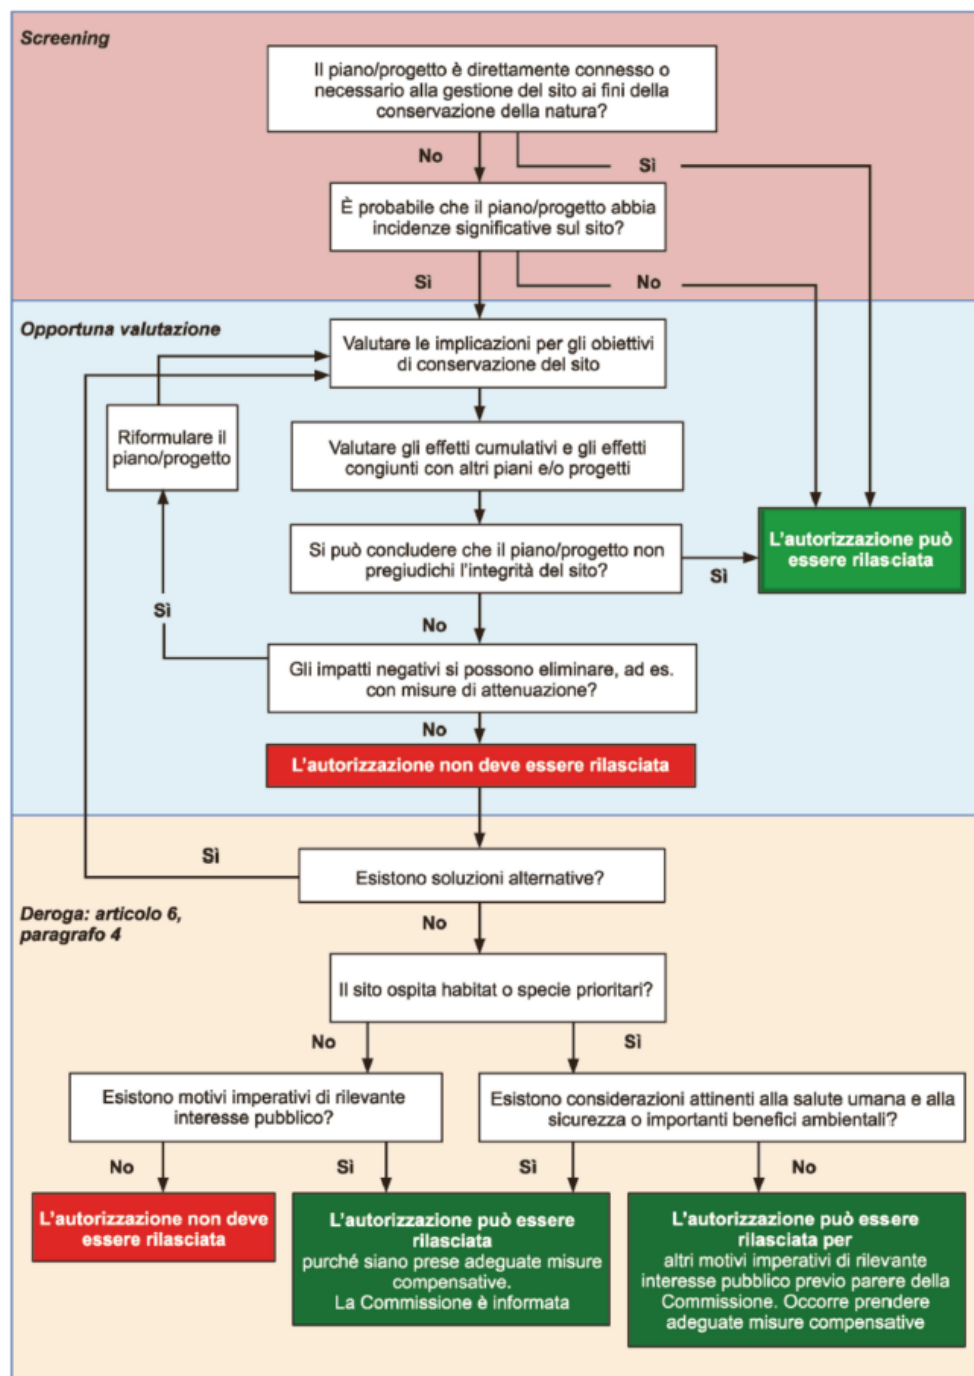 Screening
Il piano/progetto è direttamente connesso o
necessario alla gestione del sito ai fini della
conservazione della natura?
No
Sì
È probabile che il piano/progetto abbia
incidenze significative sul sito?
Sì
No
Opportuna valutazione
Valutare le implicazioni per gli obiettivi
di conservazione del sito
Riformulare il
piano/progetto
Valutare gli effetti cumulativi e gli effetti
congiunti con altri piani e/o progetti
Si può concludere che il piano/progetto non
pregiudichi l'integrità del sito?
Sì
L'autorizzazione può
essere rilasciata
Sì
No
Gli impatti negativi si possono eliminare, ad es.
con misure di attenuazione?
No
L'autorizzazione non deve essere rilasciata
Sì
Esistono soluzioni alternative?
Deroga: articolo 6,
paragrafo 4
No
Il sito ospita habitat o specie prioritari?
No
Sì
Esistono motivi imperativi di rilevante
interesse pubblico?
Esistono considerazioni attinenti alla salute umana e alla
sicurezza o importanti benefici ambientali?
No
Sì
Sì
No
L'autorizzazione non deve
essere rilasciata
L'autorizzazione può essere
rilasciata
purché siano prese adeguate misure
compensative.
La Commissione è informata
L'autorizzazione può essere
rilasciata per
altri motivi imperativi di rilevante
interesse pubblico previo parere della
Commissione. Occorre prendere
adeguate misure compensative